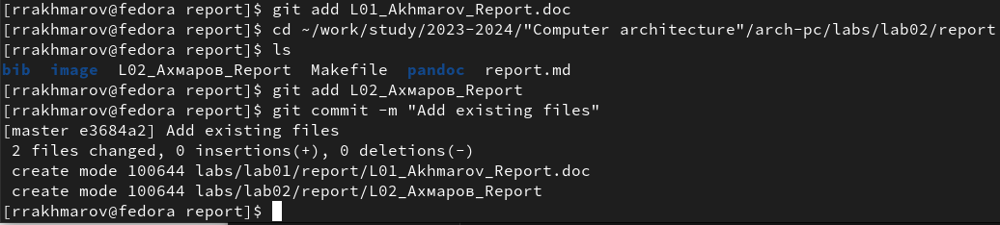 [rrakhmarov@fedora report]$ git add L01_Akhmarov_Report.doc
[rrakhmarov@fedora report]$ cd ~/work/study/2023-2024/"Computer architecture"/arch-pc/labs/lab02/report
[rrakhmarov@fedora report]$ ls
bib  image  L02_Ахмаров_Report  Makefile  pandoc  report.md
[rrakhmarov@fedora report]$ git add L02_Ахмаров_Report
[rrakhmarov@fedora report]$ git commit -m "Add existing files"
[master e3684a2] Add existing files
 2 files changed, 0 insertions(+), 0 deletions(-)
 create mode 100644 labs/lab01/report/L01_Akhmarov_Report.doc
 create mode 100644 labs/lab02/report/L02_Ахмаров_Report
[rrakhmarov@fedora report]$